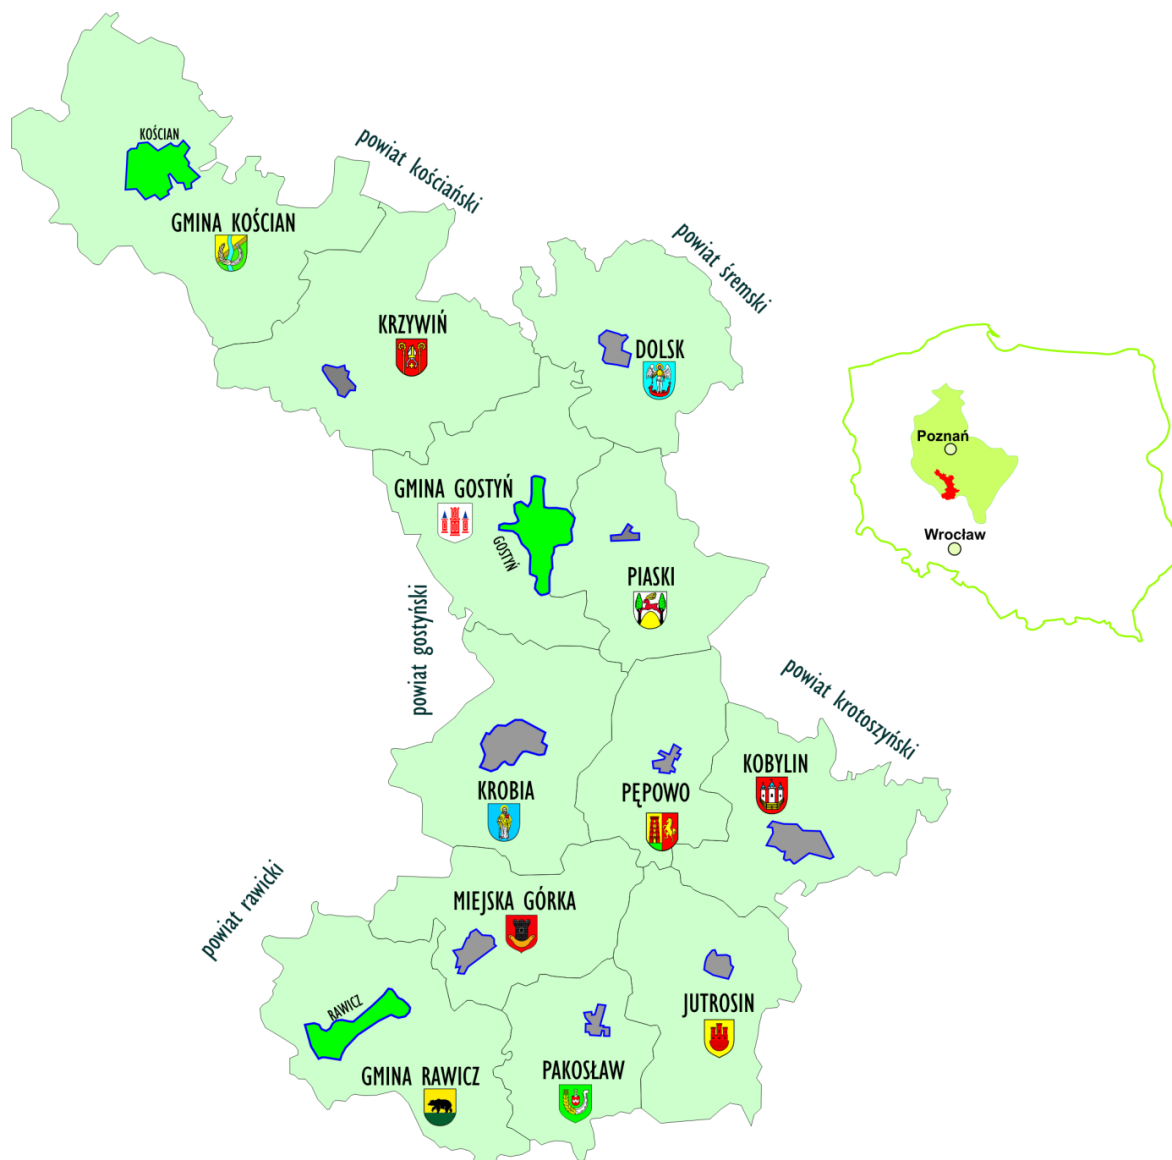 KOŚCIAN
powiat kościański
GMINA KOŚCIAN
powiat śremski
KRZYWIŃ
DOLSK
Poznań
GMINA GOSTYŃ
GOSTYŃ
Wrocław
PIASKI
powiat gostyński
powiat krotoszyński
KOBYLIN
KROBIA
PĘPOWO
powiat rawicki
MIEJSKA GÓRKA
RAWICZ
JUTROSIN
GMINA RAWICZ
PAKOSŁAW